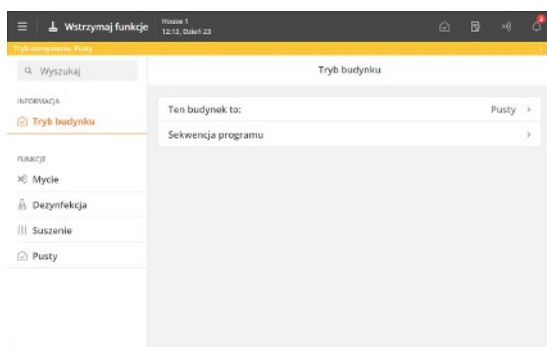 Wstrzymaj funkcje
House 1
12:13, Dzień 23
Tryb wstrzymania: Pusty
Wyszukaj
Tryb budynku
INFORMACJA
Tryb budynku
Ten budynek to: Pusty
Sekwencja programu
FUNKCJE
Mycie
Dezynfekcja
Suszenie
Pusty